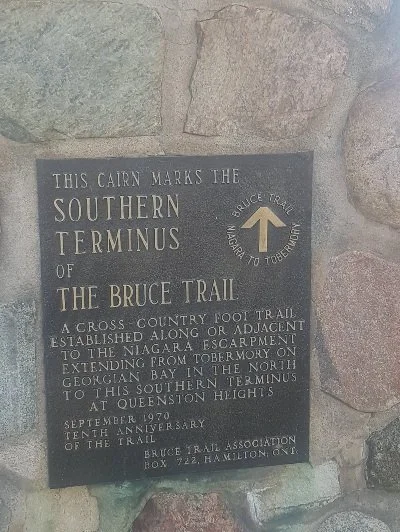 THIS CAIRN MARKS THE
SOUTHERN
TERMINUS
OF
THE BRUCE TRAIL
BRUCE TRAIL
NIAGARA TO TOBERMORY
A CROSS-COUNTRY FOOT TRAIL
ESTABLISHED ALONG OR ADJACENT
TO THE NIAGARA ESCARPMENT
EXTENDING FROM TOBERMORY ON
GEORGIAN BAY IN THE NORTH
TO THIS SOUTHERN TERMINUS
AT QUEENSTON HEIGHTS
SEPTEMBER 1970
TENTH ANNIVERSARY
OF THE TRAIL
BRUCE TRAIL ASSOCIATION
BOX 722, HAMILTON, ONT.